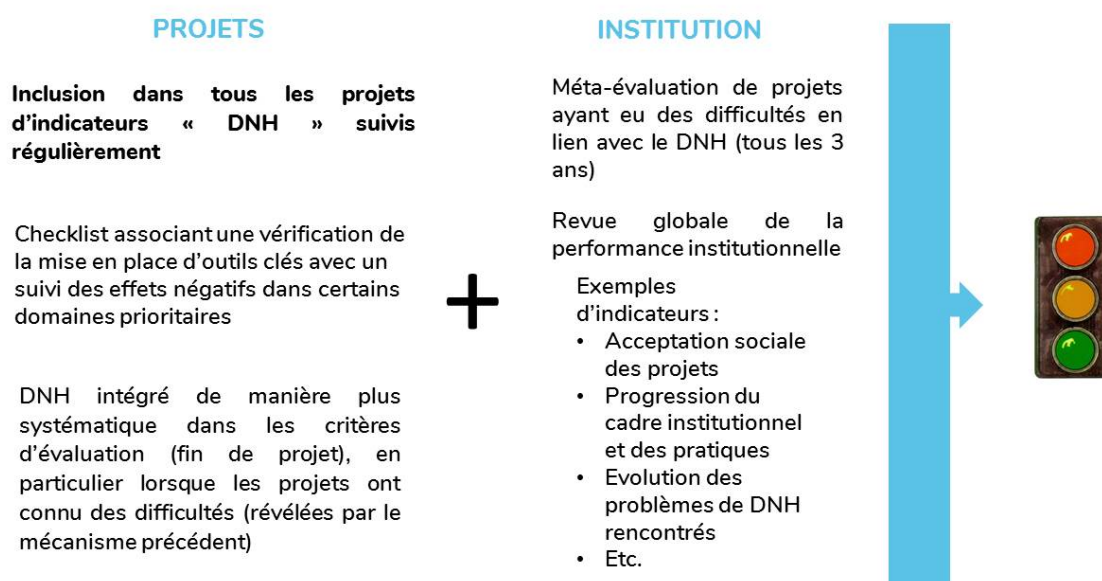 PROJETS
Inclusion dans tous les projets
d'indicateurs « DNH » suivis
régulièrement
Checklist associant une vérification de
la mise en place d'outils clés avec un
suivi des effets négatifs dans certains
domaines prioritaires
DNH intégré de manière plus
systématique dans les critères
d'évaluation (fin de projet), en
particulier lorsque les projets ont
connu des difficultés (révélées par le
mécanisme précédent)
+
INSTITUTION
Méta-évaluation de projets
ayant eu des difficultés en
lien avec le DNH (tous les 3
ans)
Revue globale de la
performance institutionnelle
Exemples
d'indicateurs :
• Acceptation sociale
des projets
• Progression du
cadre institutionnel
et des pratiques
• Evolution des
problèmes de DNH
rencontrés
• Etc.